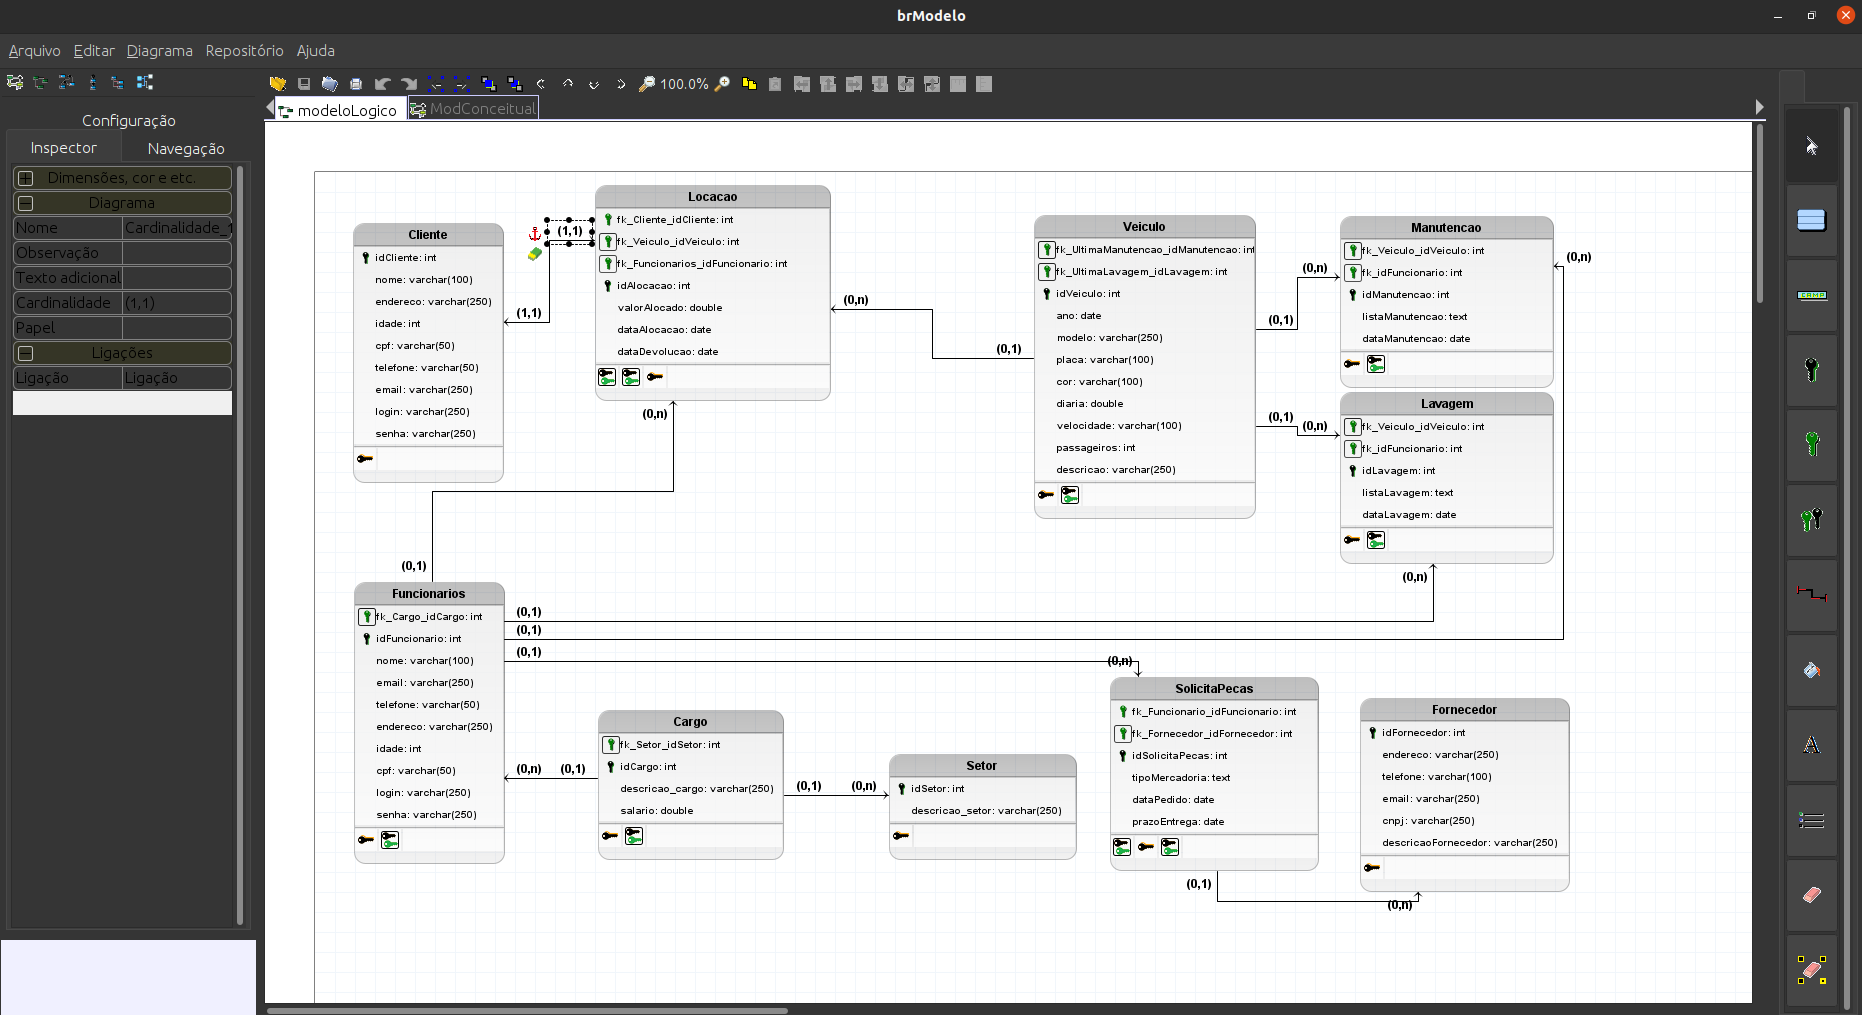 brModelo
Arquivo Editar Diagrama Repositório Ajuda
100.0%
modeloLogico
ModConceitual
Configuração
Inspector
Navegação
Dimensões, cor e etc.
Diagrama
Nome Cardinalidade_1
Observação
Texto adicional
Cardinalidade (1,1)
Papel
Ligações
Ligação Ligação
Cliente
idCliente: int
nome: varchar(100)
endereco: varchar(250)
idade: int
cpf: varchar(50)
telefone: varchar(50)
email: varchar(250)
login: varchar(250)
senha: varchar(250)
(1,1)
(1,1)
Locacao
fk_Cliente_idCliente: int
fk_Veiculo_idVeiculo: int
fk_Funcionarios_idFuncionario: int
idAlocacao: int
valorAlocado: double
dataAlocacao: date
dataDevolucao: date
(0,n)
(0,n)
(0,1)
Veiculo
fk_UltimaManutencao_idManutencao: int
fk_UltimaLavagem_idLavagem: int
idVeiculo: int
ano: date
modelo: varchar(250)
placa: varchar(100)
cor: varchar(100)
diaria: double
velocidade: varchar(100)
passageiros: int
descricao: varchar(250)
(0,n)
(0,1)
(0,1)
(0,n)
Manutencao
fk_Veiculo_idVeiculo: int
fk_idFuncionario: int
idManutencao: int
listaManutencao: text
dataManutencao: date
(0,n)
Lavagem
fk_Veiculo_idVeiculo: int
fk_idFuncionario: int
idLavagem: int
listaLavagem: text
dataLavagem: date
(0,n)
CAMP
(0,1)
Funcionarios
fk_Cargo_idCargo: int
idFuncionario: int
nome: varchar(100)
email: varchar(250)
telefone: varchar(50)
endereco: varchar(250)
idade: int
cpf: varchar(50)
login: varchar(250)
senha: varchar(250)
(0,1)
(0,1)
(0,1)
(0,n)
(0,n)
(0,1)
Cargo
fk_Setor_idSetor: int
idCargo: int
descricao_cargo: varchar(250)
salario: double
(0,1)
(0,n)
Setor
idSetor: int
descricao_setor: varchar(250)
SolicitaPecas
fk_Funcionario_idFuncionario: int
fk_Fornecedor_idFornecedor: int
idSolicitaPecas: int
tipoMercadoria: text
dataPedido: date
prazoEntrega: date
(0,1)
(0,n)
Fornecedor
idFornecedor: int
endereco: varchar(250)
telefone: varchar(100)
email: varchar(250)
cnpj: varchar(250)
descricaoFornecedor: varchar(250)
A